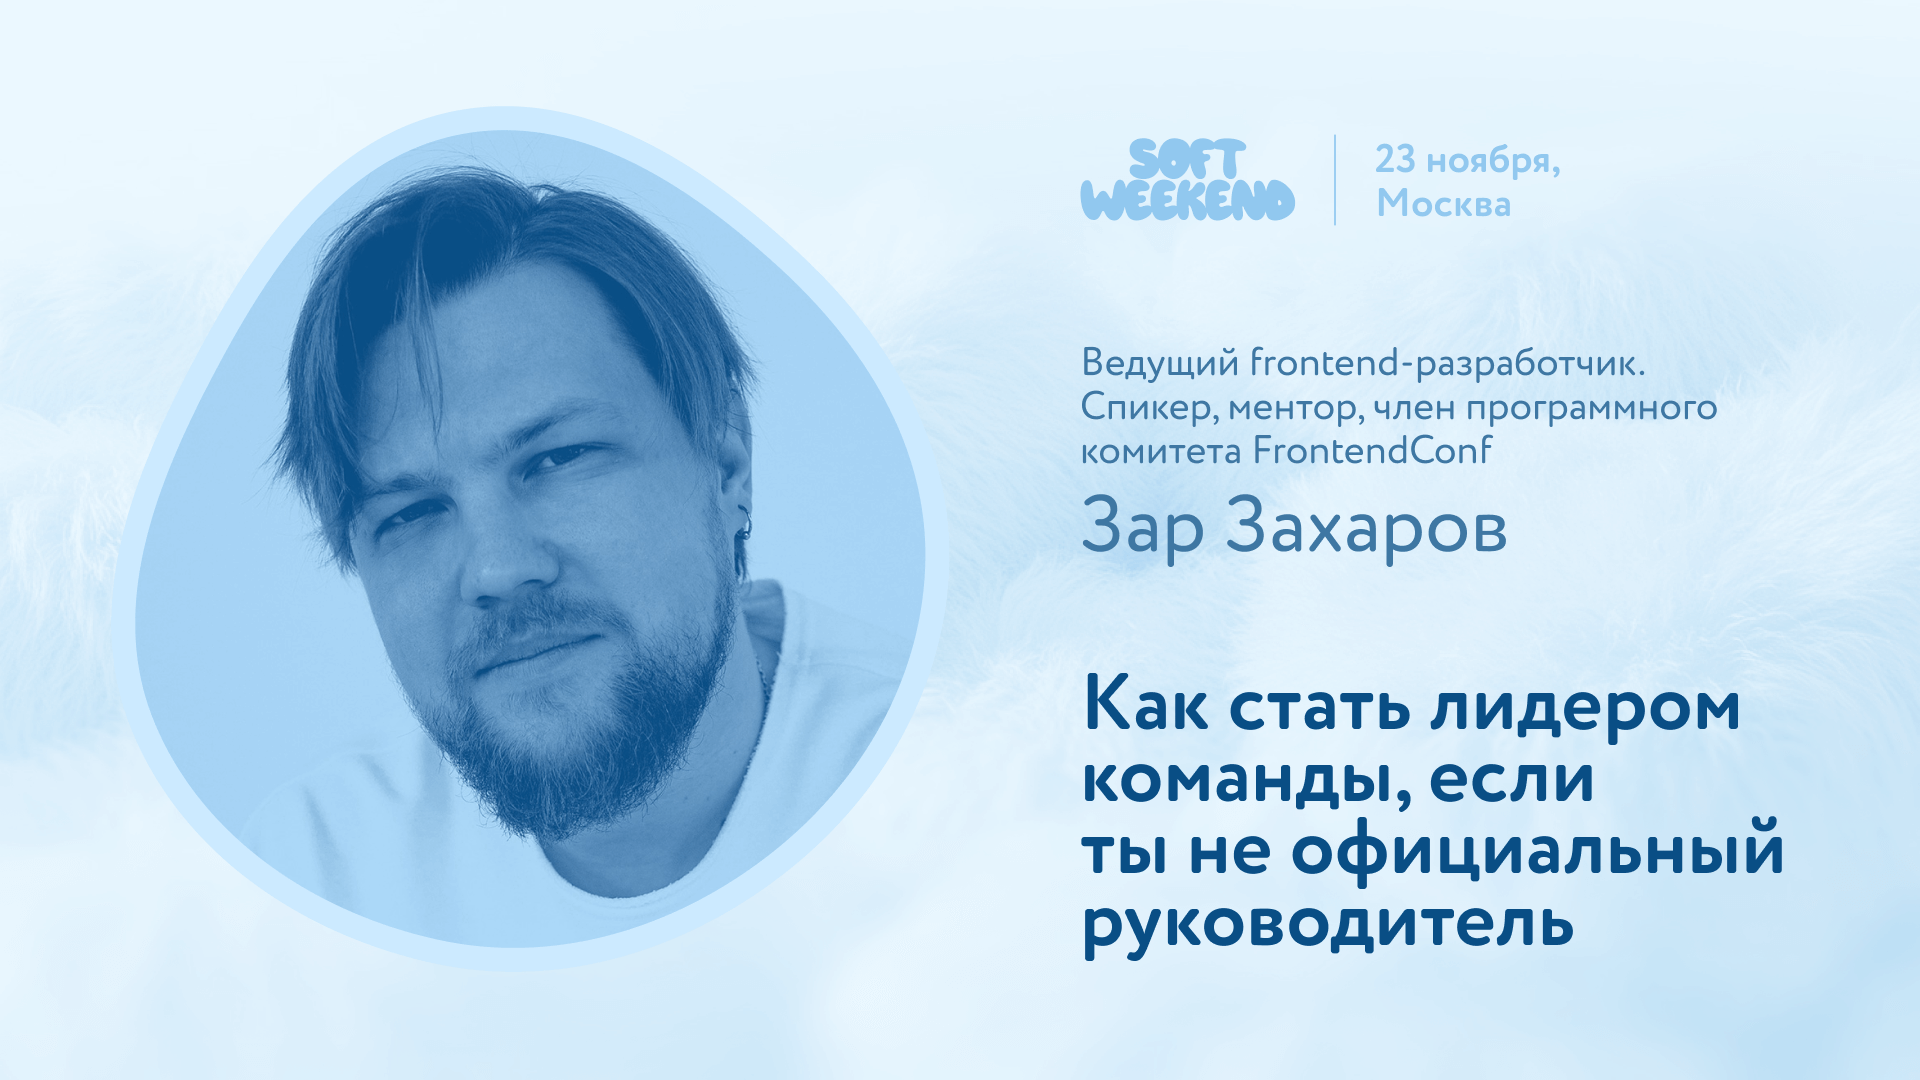 SOFT
WEEKEND
23 ноября,
Москва
Ведущий frontend-разработчик.
Спикер, ментор, член программного
комитета FrontendConf
Зар Захаров
Как стать лидером
команды, если
ты не официальный
руководитель